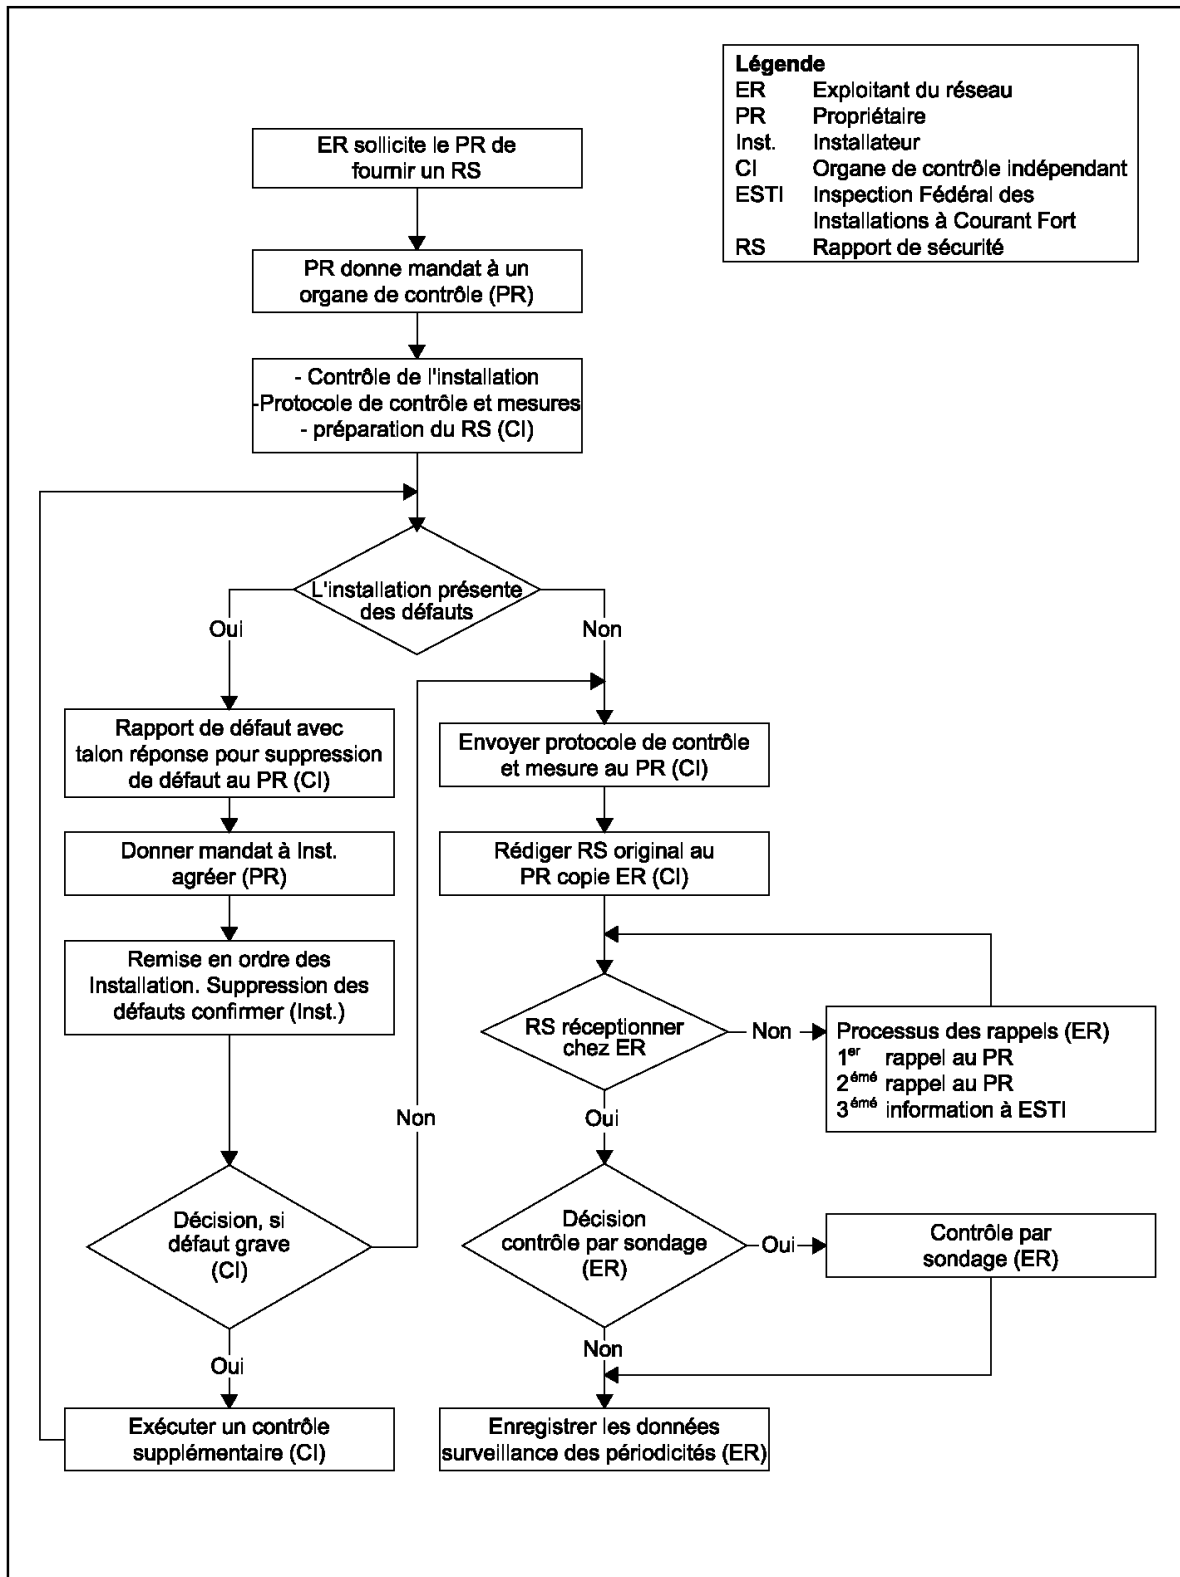 Légende
ER Exploitant du réseau
PR Propriétaire
Inst. Installateur
CI Organe de contrôle indépendant
ESTI Inspection Fédéral des
Installations à Courant Fort
RS Rapport de sécurité
ER sollicite le PR de
fournir un RS
PR donne mandat à un
organe de contrôle (PR)
- Contrôle de l'installation
-Protocole de contrôle et mesures
- préparation du RS (CI)
L'installation présente
des défauts
Oui
Non
Rapport de défaut avec
talon réponse pour suppression
de défaut au PR (CI)
Donner mandat à Inst.
agréer (PR)
Remise en ordre des
Installation. Suppression des
défauts confirmer (Inst.)
Non
Décision, si
défaut grave
(CI)
Oui
Exécuter un contrôle
supplémentaire (CI)
Envoyer protocole de contrôle
et mesure au PR (CI)
Rédiger RS original au
PR copie ER (CI)
RS réceptionner
chez ER
Non
Processus des rappels (ER)
1er rappel au PR
2émé rappel au PR
3émé information à ESTI
Oui
Décision
contrôle par sondage
(ER)
Oui
Contrôle par
sondage (ER)
Non
Enregistrer les données
surveillance des périodicités (ER)